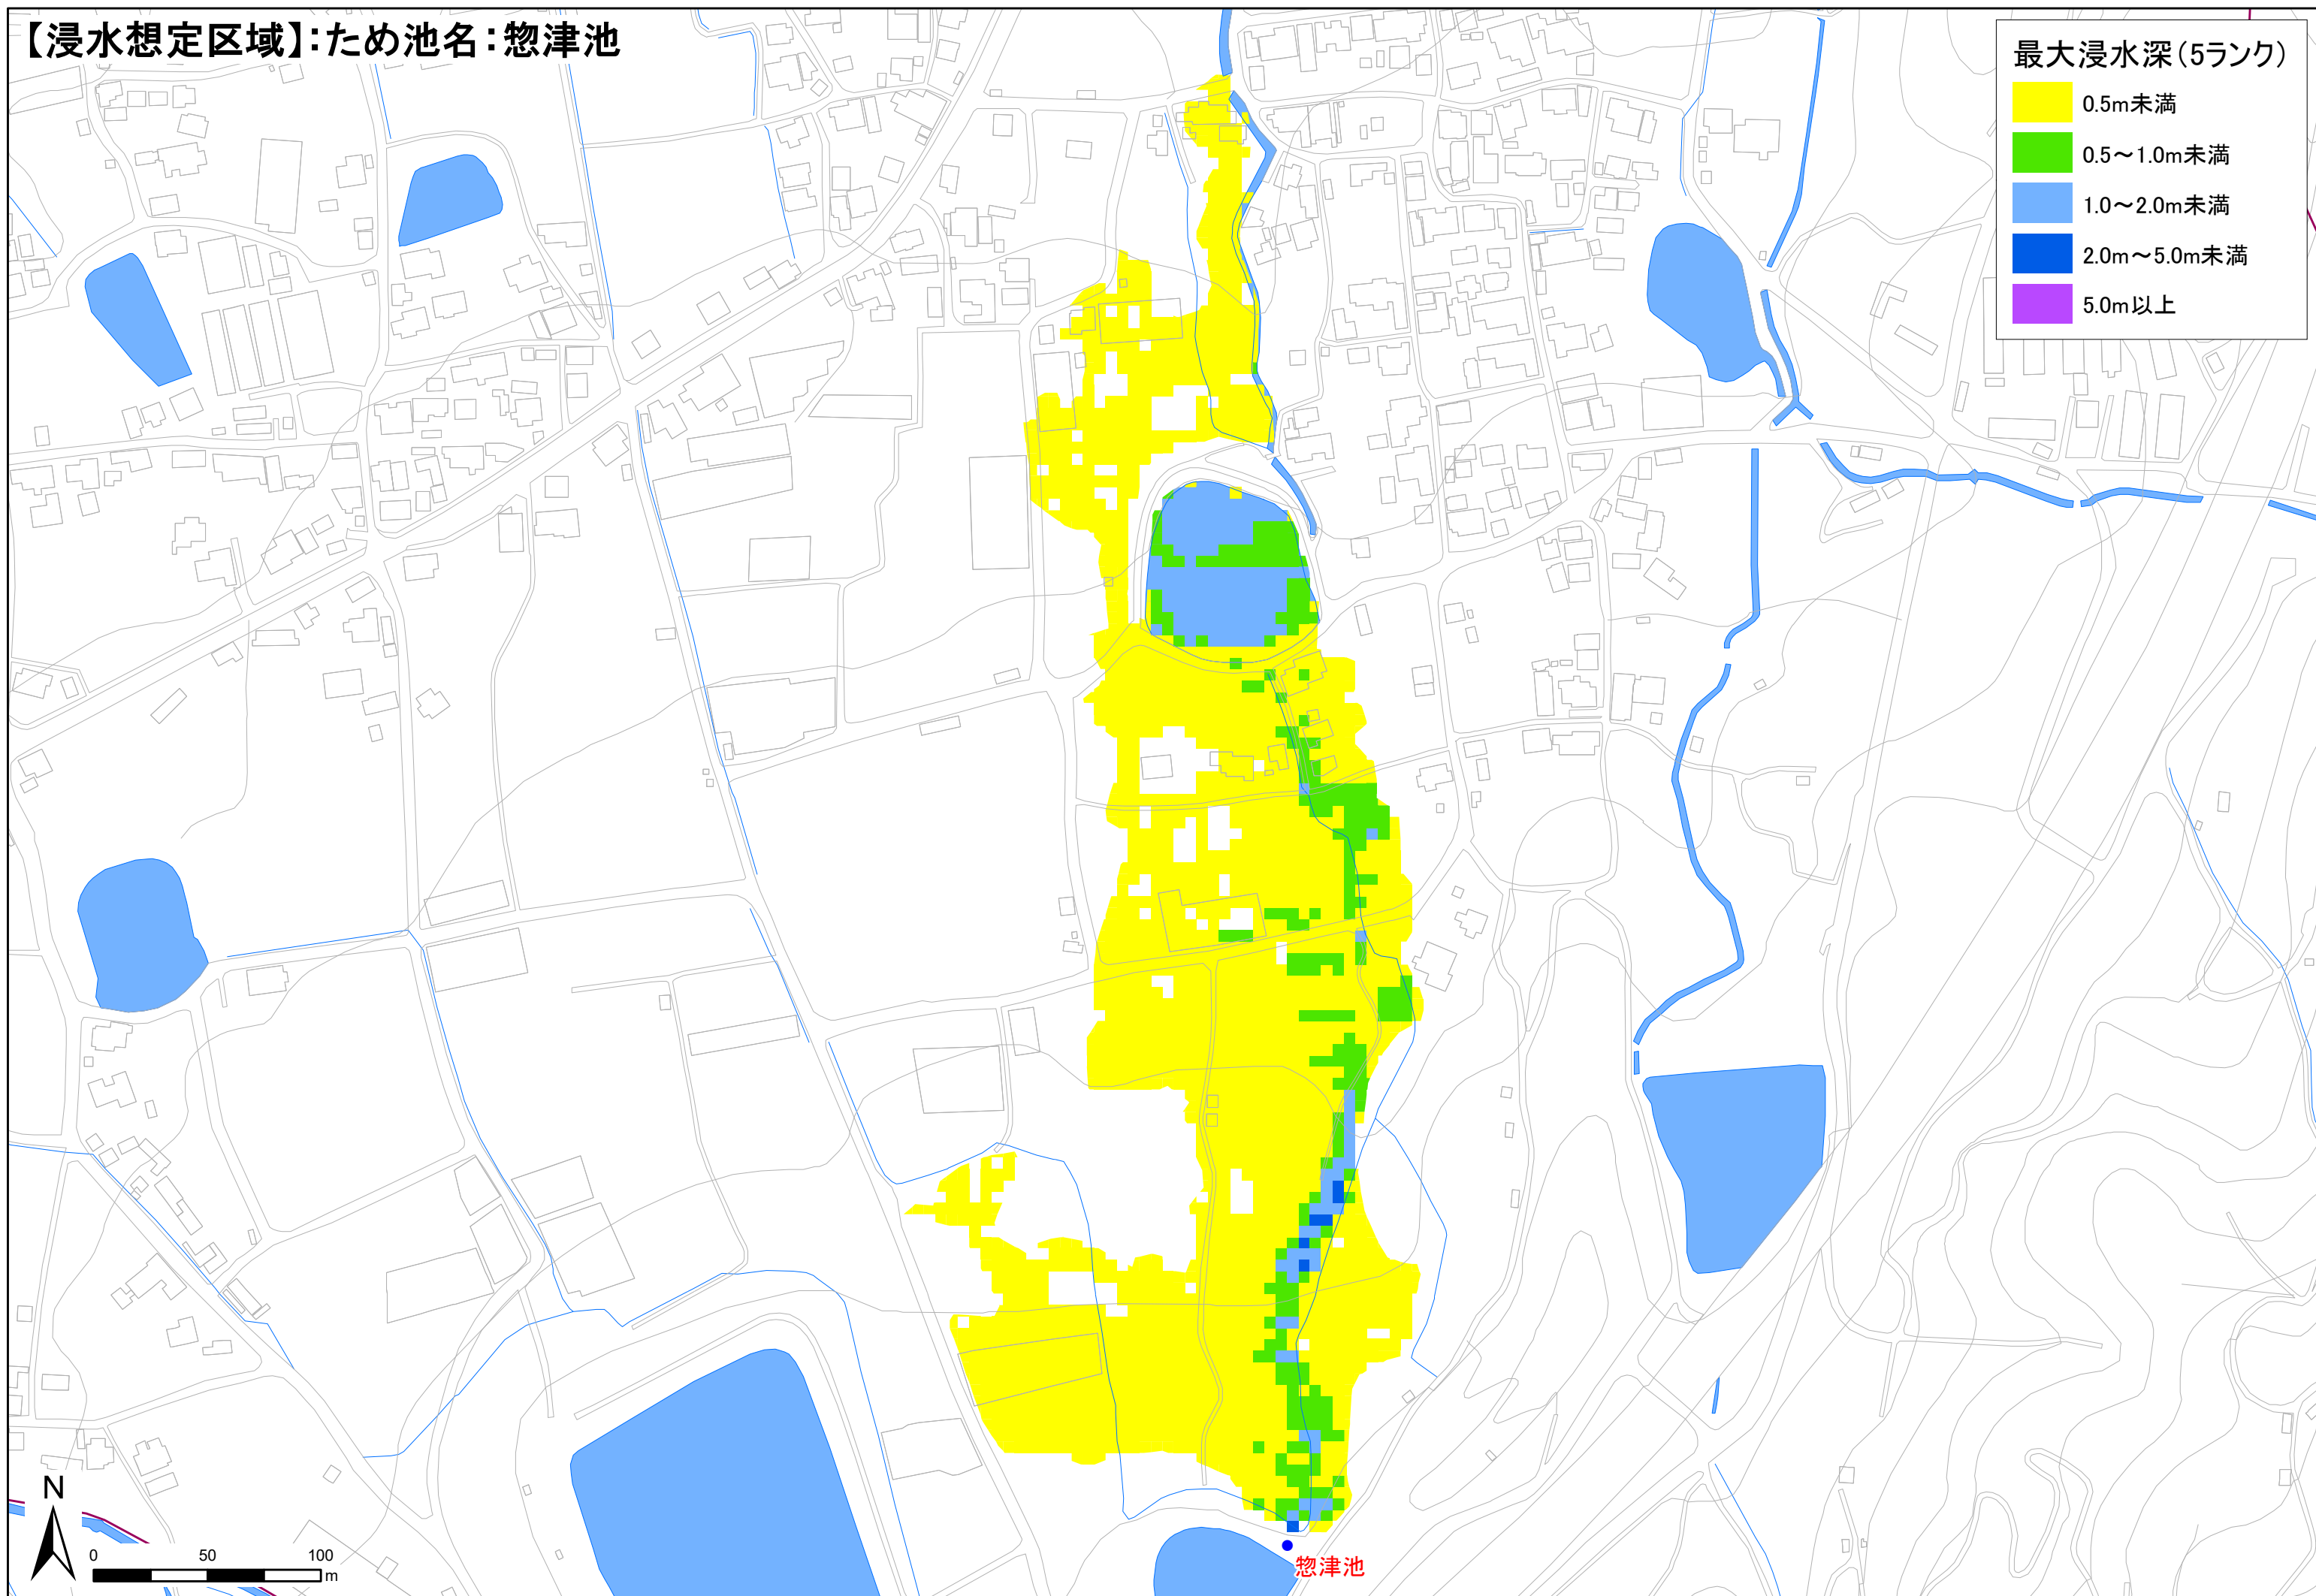 【浸水想定区域】：ため池名：惣津池
最大浸水深（5ランク）
0.5m未満
0.5～1.0m未満
1.0～2.0m未満
2.0m～5.0m未満
5.0m以上
N
0 50 100
m
惣津池